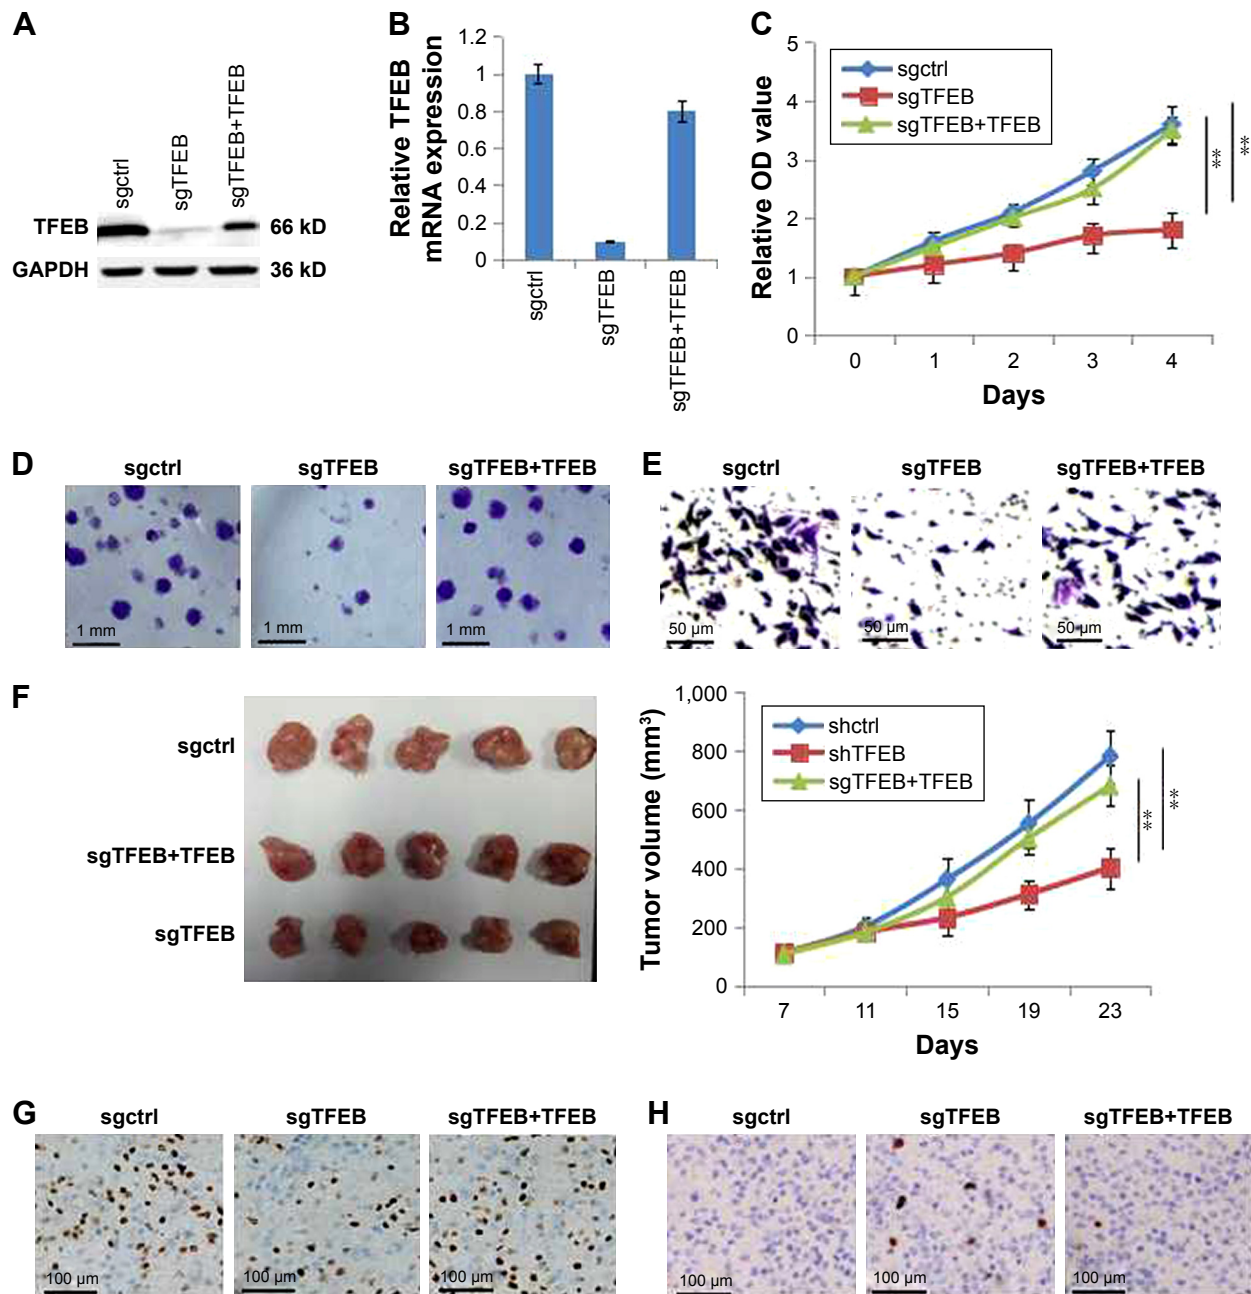 A
sgctrl
sgTFEB
sgTFEB+TFEB
TFEB
66 kD
GAPDH
36 kD
B
Relative TFEB
mRNA expression
1.2
1
0.8
0.6
0.4
0.2
0
sgctrl
sgTFEB
sgTFEB+TFEB
C
Relative OD value
5
4
3
2
1
0
sgctrl
sgTFEB
sgTFEB+TFEB
**
**
0 1 2 3 4
Days
D
sgctrl
sgTFEB
sgTFEB+TFEB
1 mm
1 mm
1 mm
E
sgctrl
sgTFEB
sgTFEB+TFEB
50 µm
50 µm
50 µm
F
sgctrl
sgTFEB+TFEB
sgTFEB
Tumor volume (mm³)
1,000
800
600
400
200
0
shctrl
shTFEB
sgTFEB+TFEB
**
**
7 11 15 19 23
Days
G
sgctrl
sgTFEB
sgTFEB+TFEB
100 µm
100 µm
100 µm
H
sgctrl
sgTFEB
sgTFEB+TFEB
100 µm
100 µm
100 µm